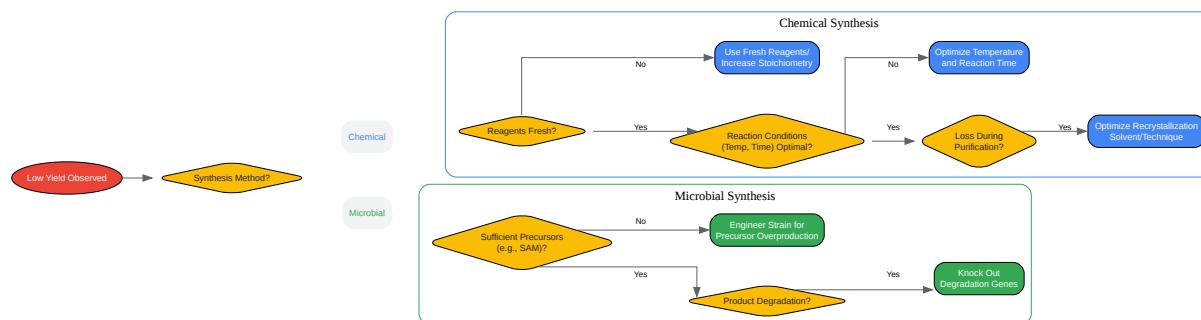 Chemical Synthesis
Use Fresh Reagents/
Increase Stoichiometry
Optimize Temperature
and Reaction Time
No
No
Chemical
Reagents Fresh?
Yes
Reaction Conditions
(Temp, Time) Optimal?
Yes
Loss During
Purification?
Yes
Optimize Recrystallization
Solvent/Technique
Low Yield Observed
Synthesis Method?
Microbial
Microbial Synthesis
Sufficient Precursors
(e.g., SAM)?
No
Engineer Strain for
Precursor Overproduction
Yes
Product Degradation?
Yes
Knock Out
Degradation Genes